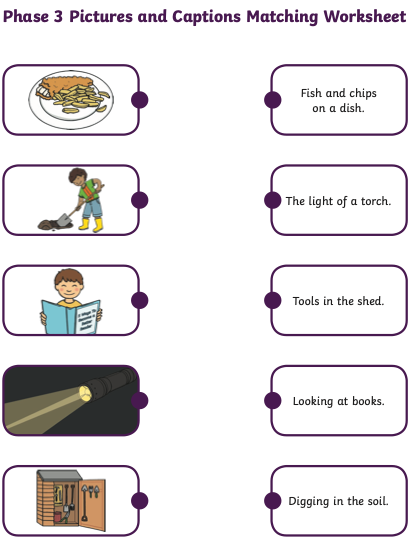 Phase 3 Pictures and Captions Matching Worksheet
Fish and chips
on a dish.
The light of a torch.
Tools in the shed.
Looking at books.
Digging in the soil.